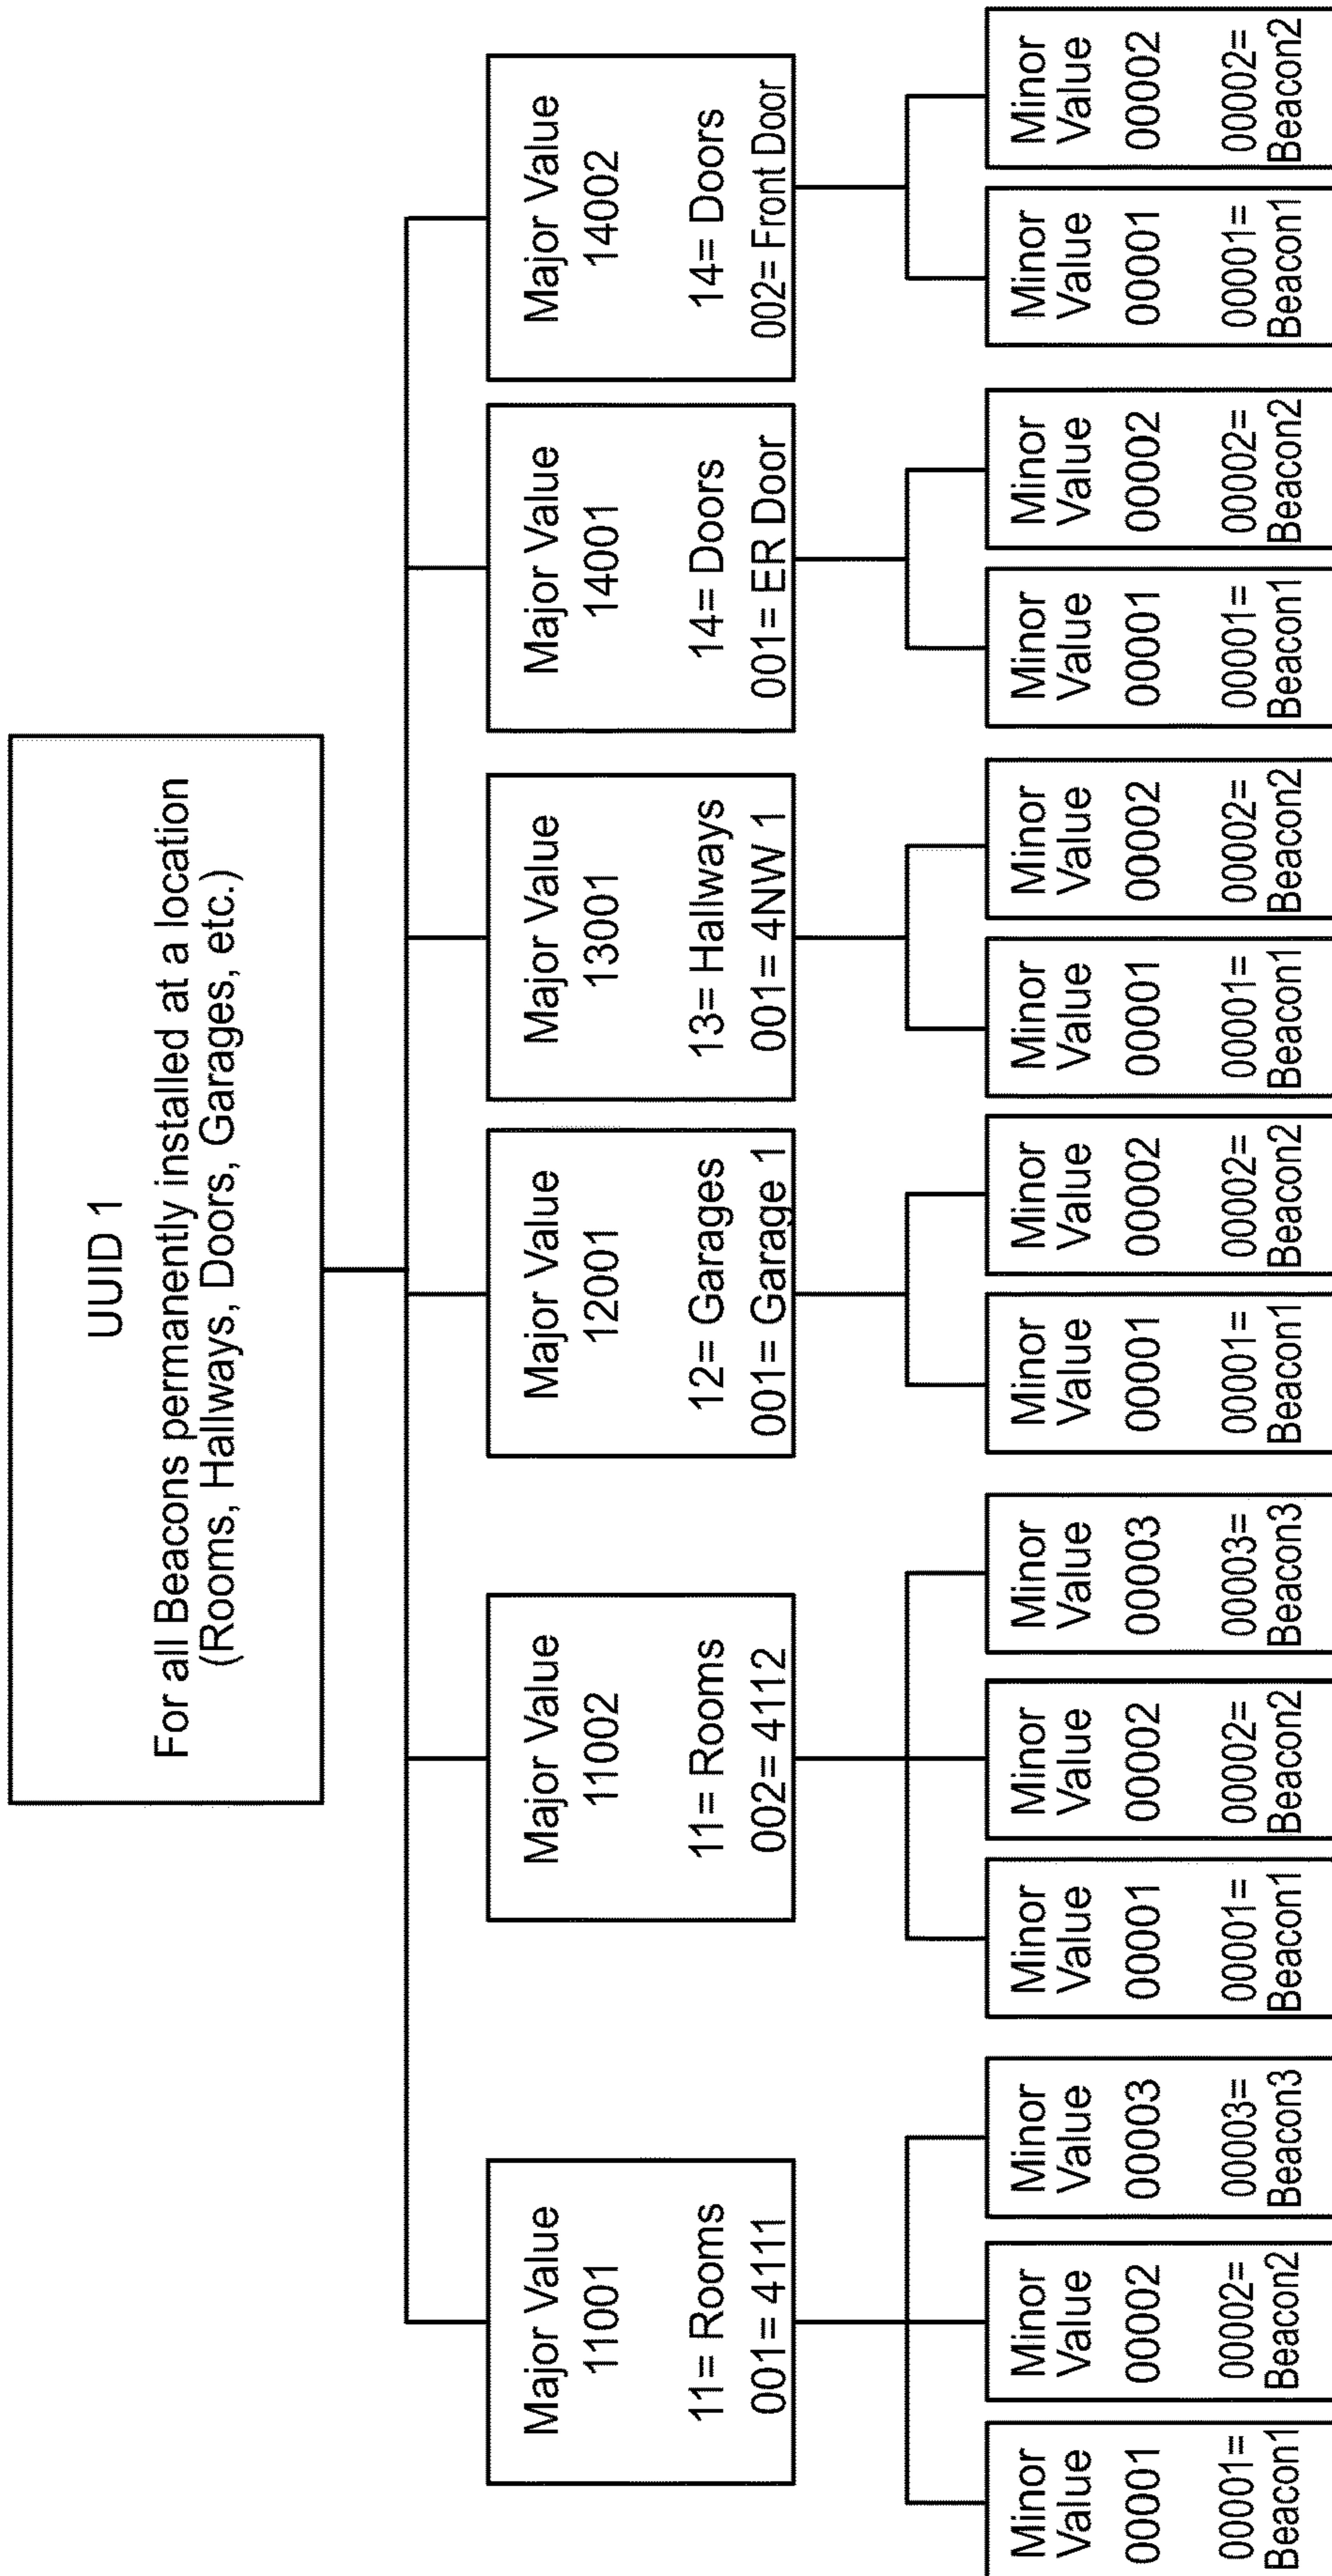 UUID 1
For all Beacons permanently installed at a location
(Rooms, Hallways, Doors, Garages, etc.)
Major Value
11001
11= Rooms
001= 4111
Major Value
11002
11= Rooms
002= 4112
Major Value
12001
12= Garages
001= Garage 1
Major Value
13001
13= Hallways
001= 4NW 1
Major Value
14001
14= Doors
001= ER Door
Major Value
14002
14= Doors
002= Front Door
Minor
Value
00001
00001=
Beacon1
Minor
Value
00002
00002=
Beacon2
Minor
Value
00003
00003=
Beacon3
Minor
Value
00001
00001=
Beacon1
Minor
Value
00002
00002=
Beacon2
Minor
Value
00003
00003=
Beacon3
Minor
Value
00001
00001=
Beacon1
Minor
Value
00002
00002=
Beacon2
Minor
Value
00001
00001=
Beacon1
Minor
Value
00002
00002=
Beacon2
Minor
Value
00001
00001=
Beacon1
Minor
Value
00002
00002=
Beacon2
Minor
Value
00001
00001=
Beacon1
Minor
Value
00002
00002=
Beacon2